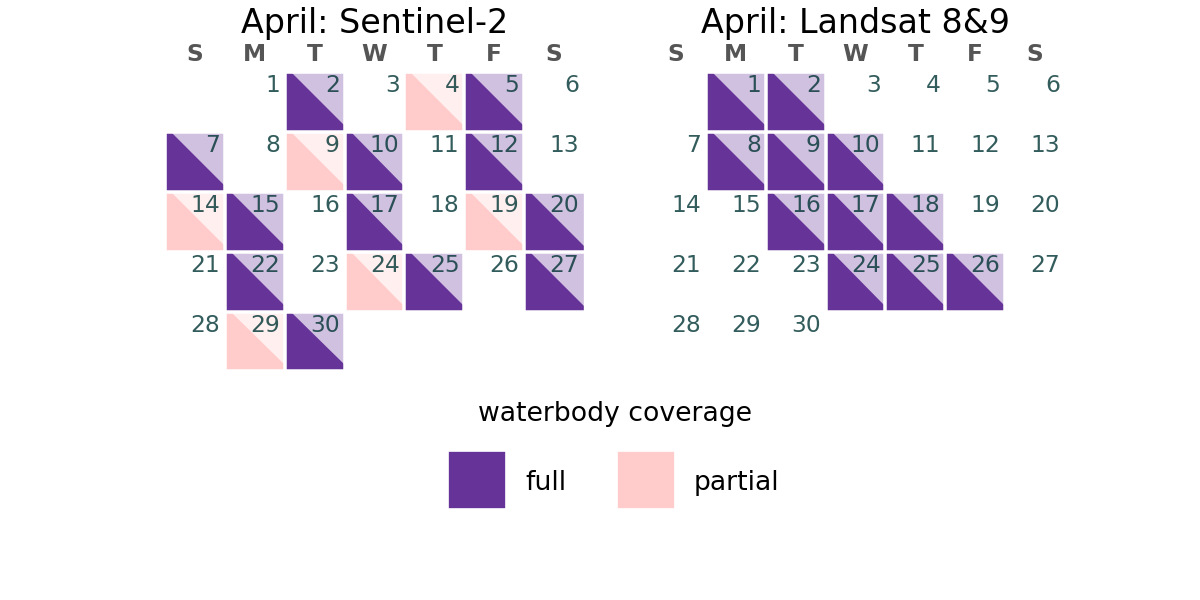 April: Sentinel-2
S M T W T F S
1 2 3 4 5 6
7 8 9 10 11 12 13
14 15 16 17 18 19 20
21 22 23 24 25 26 27
28 29 30
April: Landsat 8&9
S M T W T F S
1 2 3 4 5 6
7 8 9 10 11 12 13
14 15 16 17 18 19 20
21 22 23 24 25 26 27
28 29 30
waterbody coverage
full partial